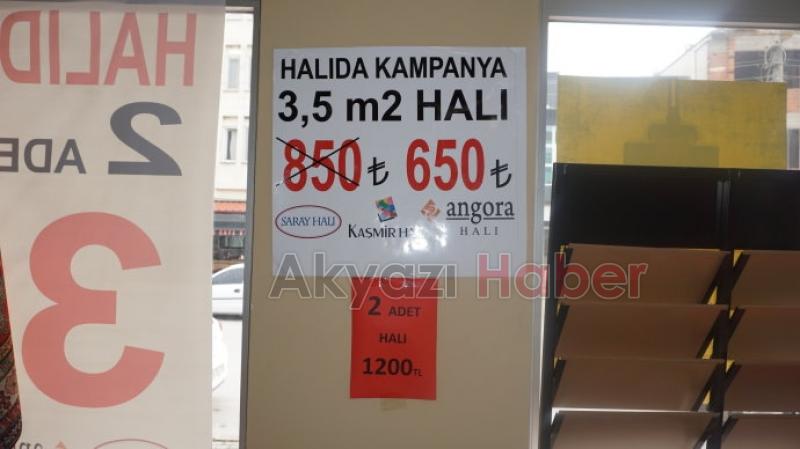 HALIDA KAMPANYA
3,5 m2 HALI
850₺ 650₺
SARAY HALI
KASMİR HA
angora
HALI
Akyazı Haber
2 ADET
HALI
1200TL
HALID
2 ADE
3